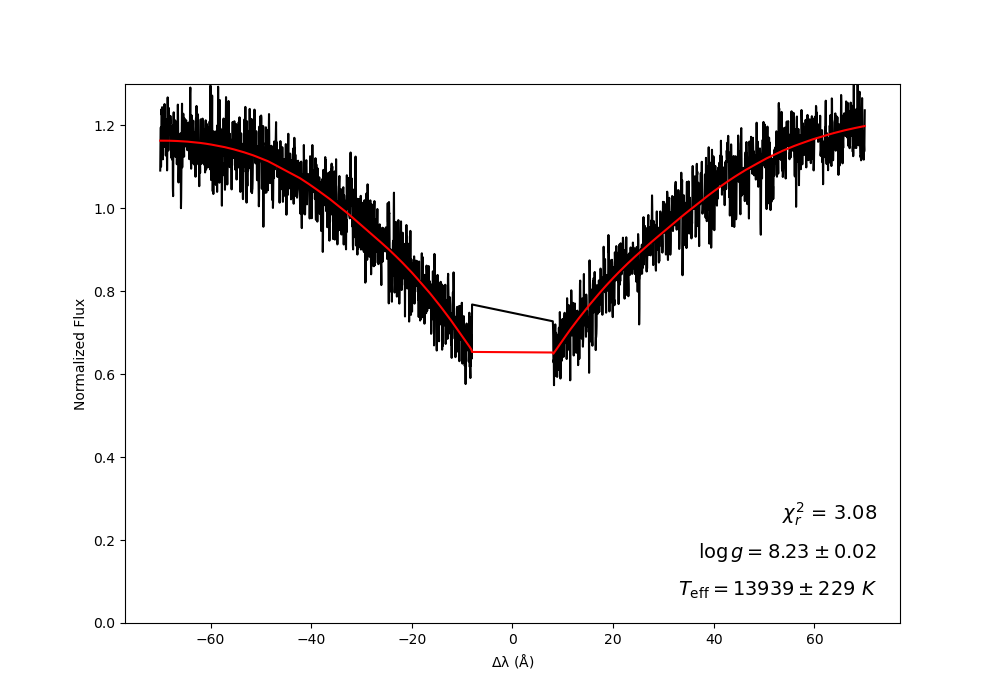 1.2
1.0
0.8
0.6
0.4
0.2
0.0
Normalized Flux
χ²ᵣ = 3.08
log g = 8.23 ± 0.02
T_eff = 13939 ± 229 K
−60 −40 −20 0 20 40 60
Δλ (Å)